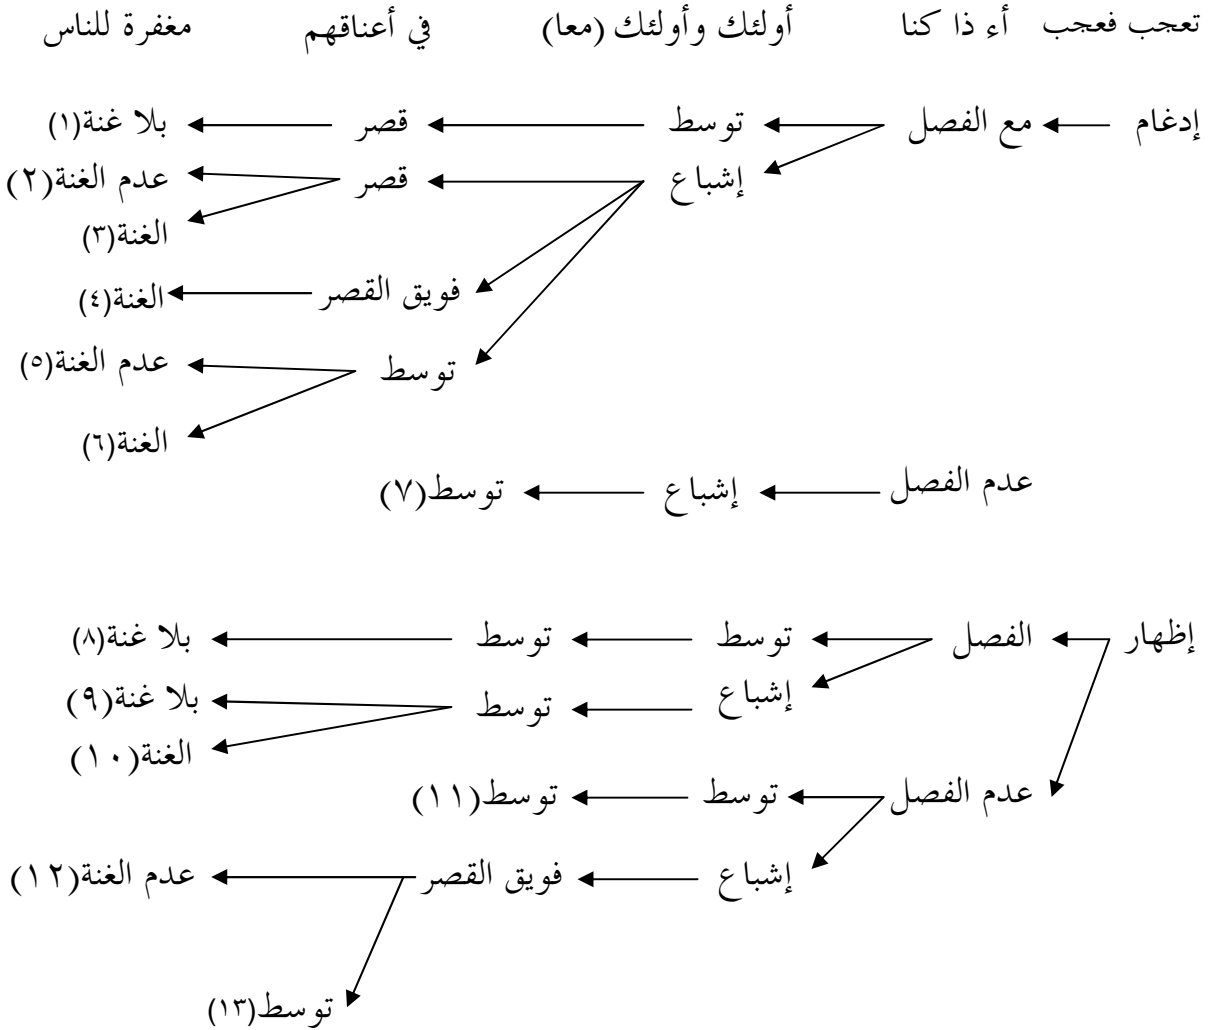 تعجب فعجب أء ذا كنا أولئك وأولئك (معا) في أعناقهم مغفرة للناس
إدغام مع الفصل توسط قصر بلا غنة(١)
إشباع قصر عدم الغنة(٢)
الغنة(٣)
فويق القصر الغنة(٤)
توسط عدم الغنة(٥)
الغنة(٦)
عدم الفصل إشباع توسط(٧)
إظهار الفصل توسط توسط بلا غنة(٨)
إشباع توسط بلا غنة(٩)
الغنة(١٠)
عدم الفصل توسط توسط(١١)
إشباع فويق القصر عدم الغنة(١٢)
توسط(١٣)